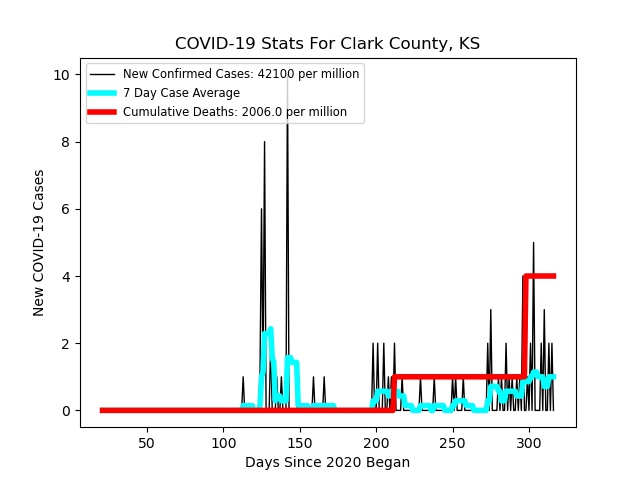 COVID-19 Stats For Clark County, KS
New Confirmed Cases: 42100 per million
7 Day Case Average
Cumulative Deaths: 2006.0 per million
10
8
6
4
2
0
New COVID-19 Cases
50 100 150 200 250 300
Days Since 2020 Began